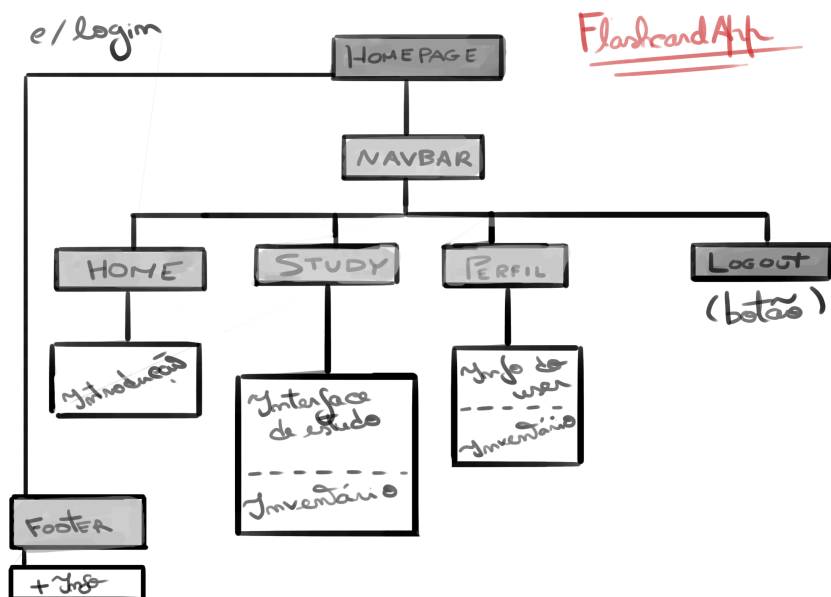 c/ login
FlashcardApp
HOMEPAGE
NAVBAR
HOME
STUDY
PERFIL
LOGOUT
(botão)
Introdução
Interface
de estudo
Inventário
Info do
user
Inventário
FOOTER
+ Info